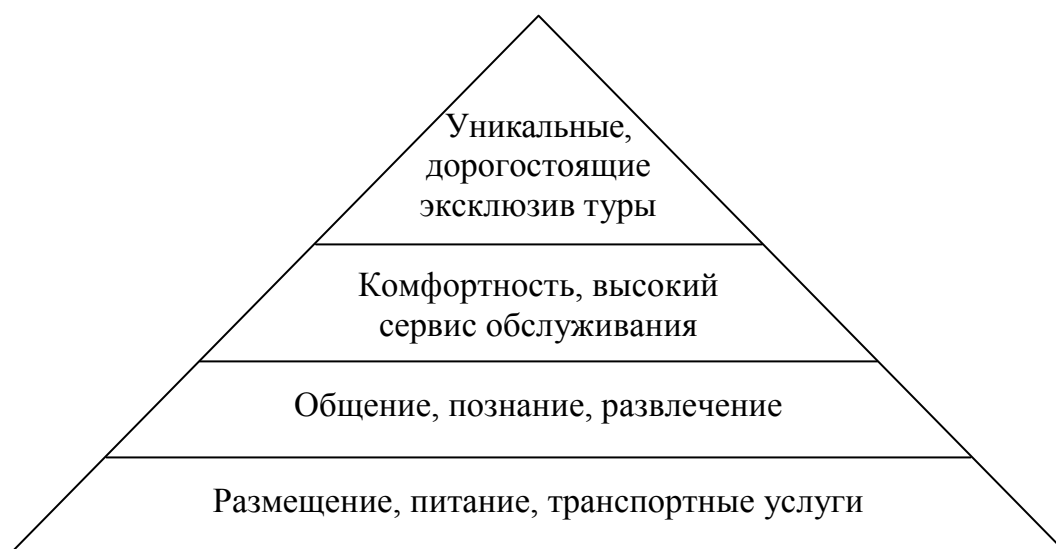 Уникальные,
дорогостоящие
эксклюзив туры
Комфортность, высокий
сервис обслуживания
Общение, познание, развлечение
Размещение, питание, транспортные услуги